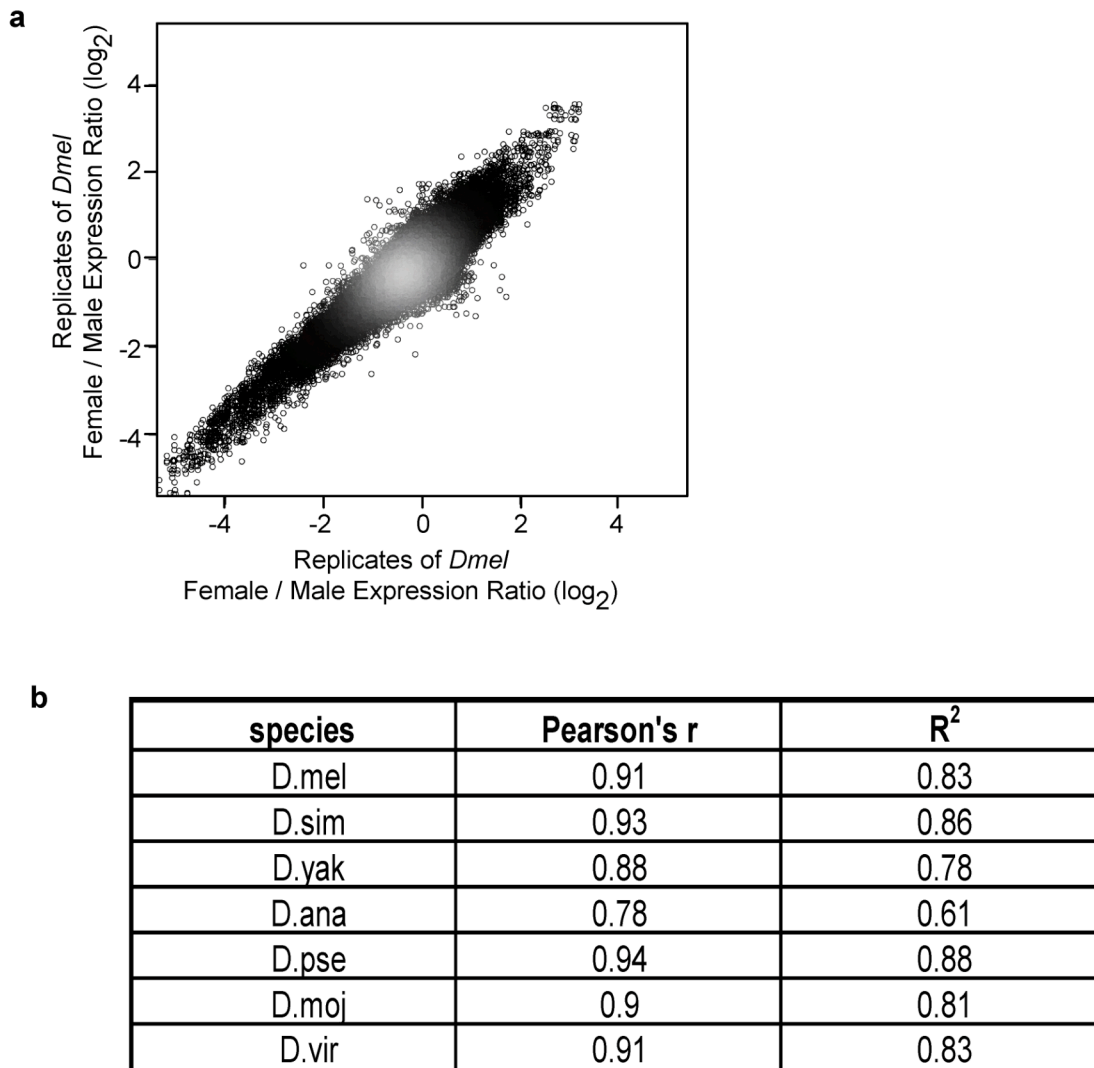 a
Replicates of Dmel
Female / Male Expression Ratio (log2)
4
2
0
-2
-4
-4 -2 0 2 4
Replicates of Dmel
Female / Male Expression Ratio (log2)
b
species Pearson's r R2
D.mel 0.91 0.83
D.sim 0.93 0.86
D.yak 0.88 0.78
D.ana 0.78 0.61
D.pse 0.94 0.88
D.moj 0.9 0.81
D.vir 0.91 0.83